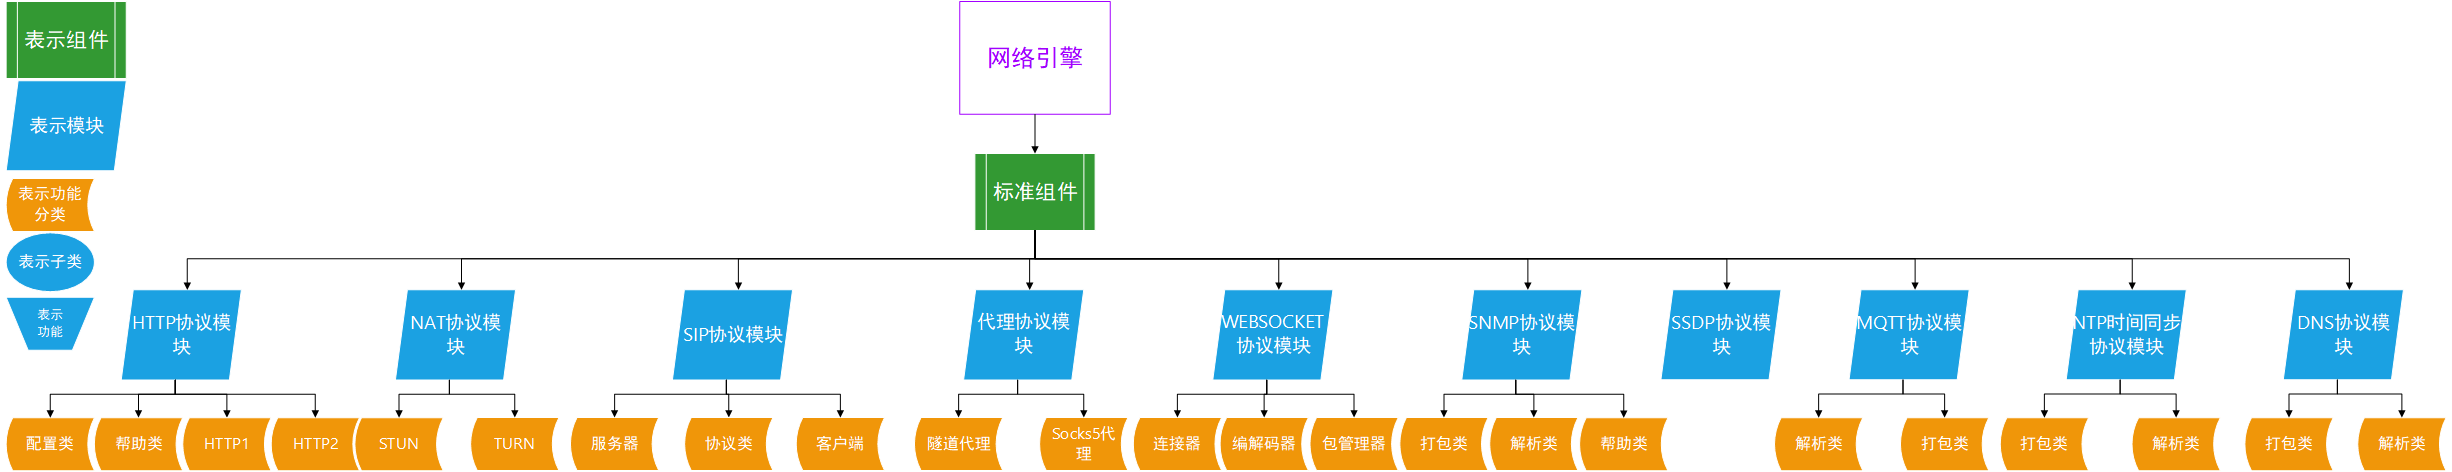 表示组件
网络引擎
表示模块
标准组件
表示功能
分类
表示子类
表示
功能
HTTP协议模
块
NAT协议模
块
SIP协议模块
代理协议模
块
WEBSOCKET
协议模块
SNMP协议模
块
SSDP协议模
块
MQTT协议模
块
NTP时间同步
协议模块
DNS协议模
块
配置类
帮助类
HTTP1
HTTP2
STUN
TURN
服务器
协议类
客户端
隧道代理
Socks5代
理
连接器
编解码器
包管理器
打包类
解析类
帮助类
解析类
打包类
打包类
解析类
打包类
解析类